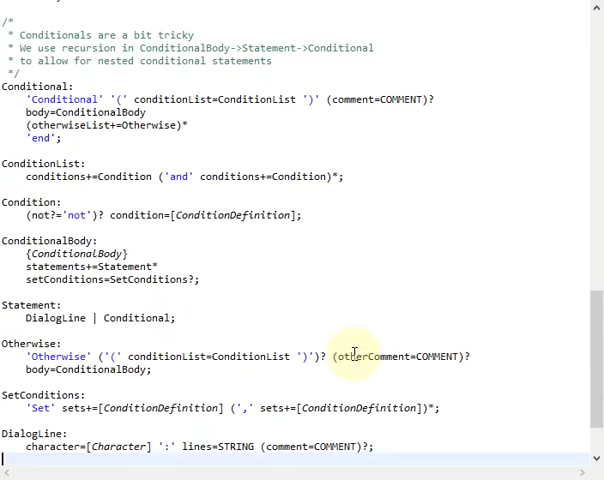 /*
 * Conditionals are a bit tricky
 * We use recursion in ConditionalBody->Statement->Conditional
 * to allow for nested conditional statements
 */
Conditional:
    'Conditional' '(' conditionList=ConditionList ')' (comment=COMMENT)?
    body=ConditionalBody
    (otherwiseList+=Otherwise)*
    'end';

ConditionList:
    conditions+=Condition ('and' conditions+=Condition)*;

Condition:
    (not?='not')? condition=[ConditionDefinition];

ConditionalBody:
    {ConditionalBody}
    statements+=Statement*
    setConditions=SetConditions?;

Statement:
    DialogLine | Conditional;

Otherwise:
    'Otherwise' ('(' conditionList=ConditionList ')')? (otherComment=COMMENT)?
    body=ConditionalBody;

SetConditions:
    'Set' sets+=[ConditionDefinition] (',' sets+=[ConditionDefinition])*;

DialogLine:
    character=[Character] ':' lines=STRING (comment=COMMENT)?;